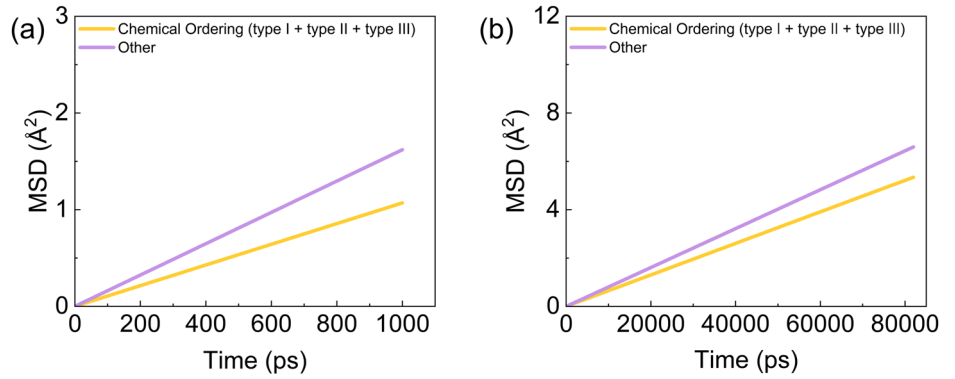 (a)
Chemical Ordering (type I + type II + type III)
Other
MSD (Å²)
3
2
1
0
0 200 400 600 800 1000
Time (ps)
(b)
Chemical Ordering (type I + type II + type III)
Other
MSD (Å²)
12
8
4
0
0 20000 40000 60000 80000
Time (ps)